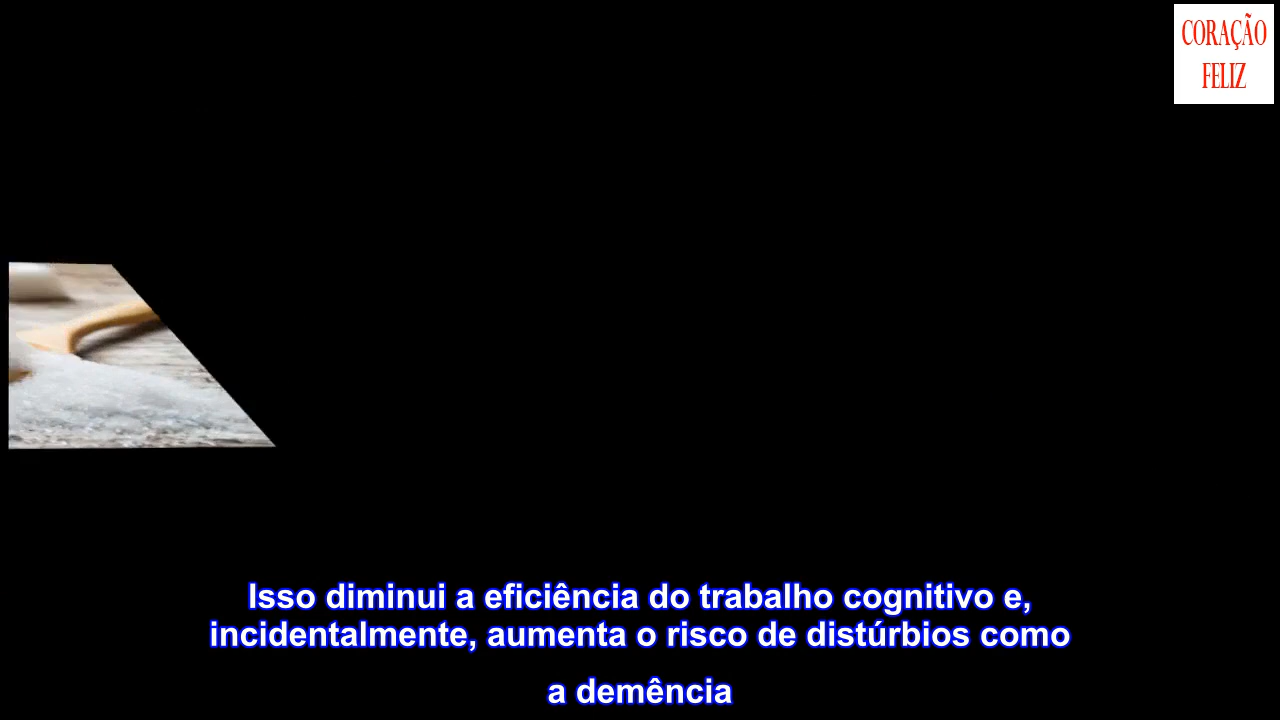 CORAÇÃO
FELIZ
Isso diminui a eficiência do trabalho cognitivo e,
incidentalmente, aumenta o risco de distúrbios como
a demência